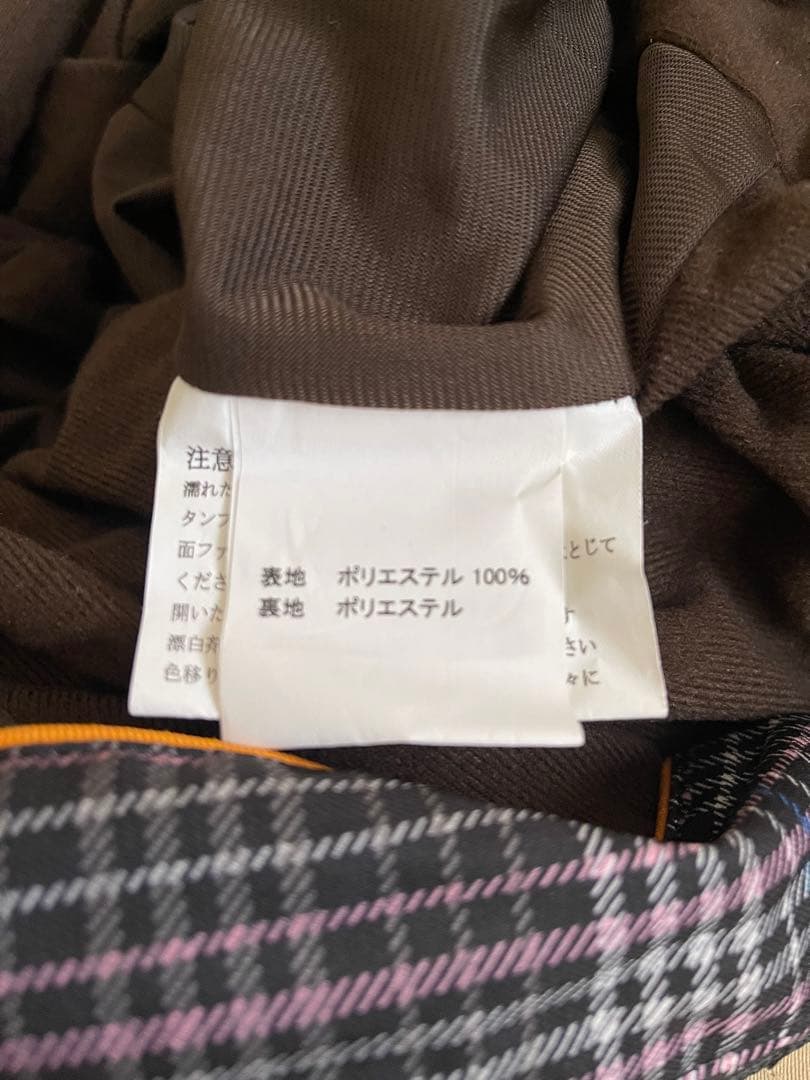 注意
濡れた
タンフ
面ファ
くださ
開いた
漂白剤
色移り
表地 ポリエステル 100%
裏地 ポリエステル
とじて
す
さい
々に